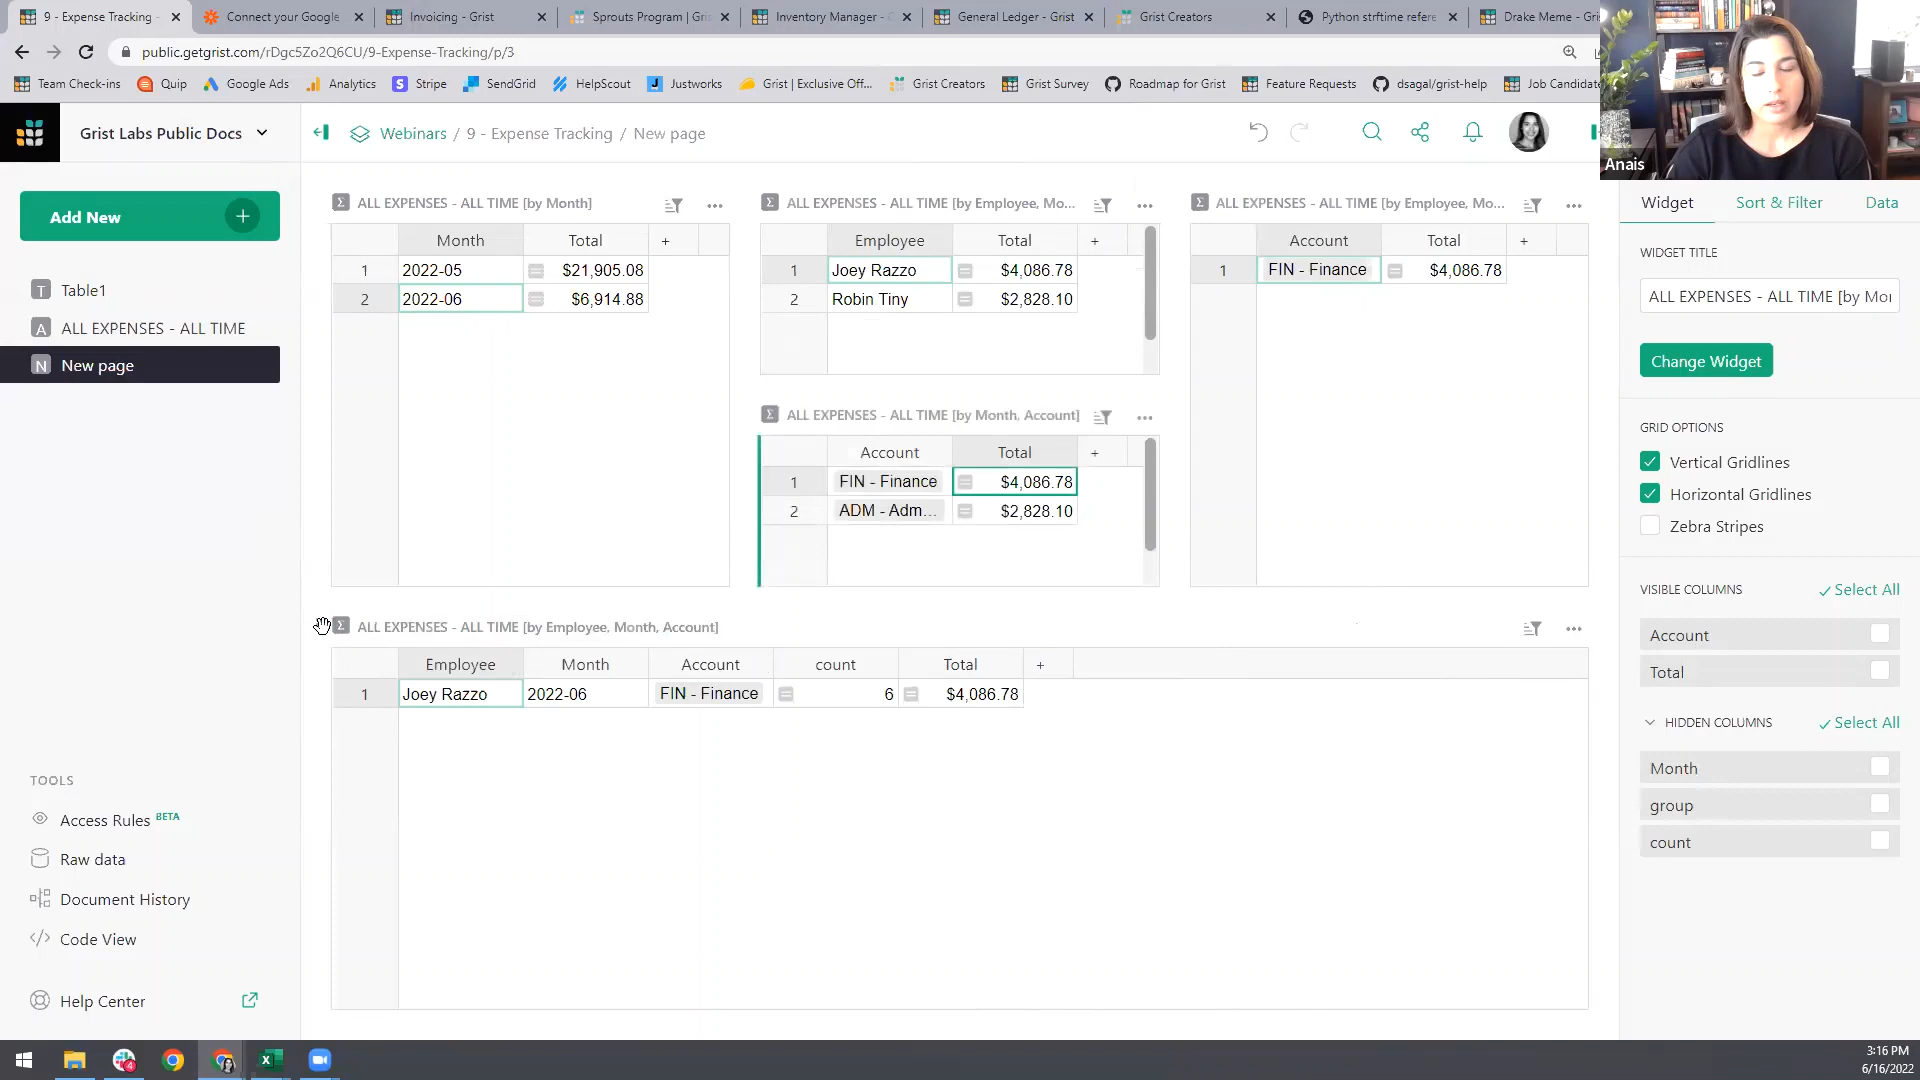 9 - Expense Tracking -
Connect your Google
Invoicing - Grist
Sprouts Program | Gris
Inventory Manager - G
General Ledger - Grist
Grist Creators
Python strftime refere
Drake Meme - Gri
public.getgrist.com/rDgc5Zo2Q6CU/9-Expense-Tracking/p/3
Team Check-ins
Quip
Google Ads
Analytics
Stripe
SendGrid
HelpScout
Justworks
Grist | Exclusive Off...
Grist Creators
Grist Survey
Roadmap for Grist
Feature Requests
dsagal/grist-help
Job Candidate
Anais
Grist Labs Public Docs
Webinars / 9 - Expense Tracking / New page
Add New
T Table1
A ALL EXPENSES - ALL TIME
N New page
TOOLS
Access Rules BETA
Raw data
Document History
Code View
Help Center
ALL EXPENSES - ALL TIME [by Month]
Month Total +
1 2022-05 $21,905.08
2 2022-06 $6,914.88
ALL EXPENSES - ALL TIME [by Employee, Mo...
Employee Total +
1 Joey Razzo $4,086.78
2 Robin Tiny $2,828.10
ALL EXPENSES - ALL TIME [by Employee, Mo...
Account Total +
1 FIN - Finance $4,086.78
ALL EXPENSES - ALL TIME [by Month, Account]
Account Total +
1 FIN - Finance $4,086.78
2 ADM - Adm... $2,828.10
ALL EXPENSES - ALL TIME [by Employee, Month, Account]
Employee Month Account count Total +
1 Joey Razzo 2022-06 FIN - Finance 6 $4,086.78
Widget
Sort & Filter
Data
WIDGET TITLE
ALL EXPENSES - ALL TIME [by Mon
Change Widget
GRID OPTIONS
Vertical Gridlines
Horizontal Gridlines
Zebra Stripes
VISIBLE COLUMNS
Select All
Account
Total
HIDDEN COLUMNS
Select All
Month
group
count
4
3:16 PM
6/16/2022